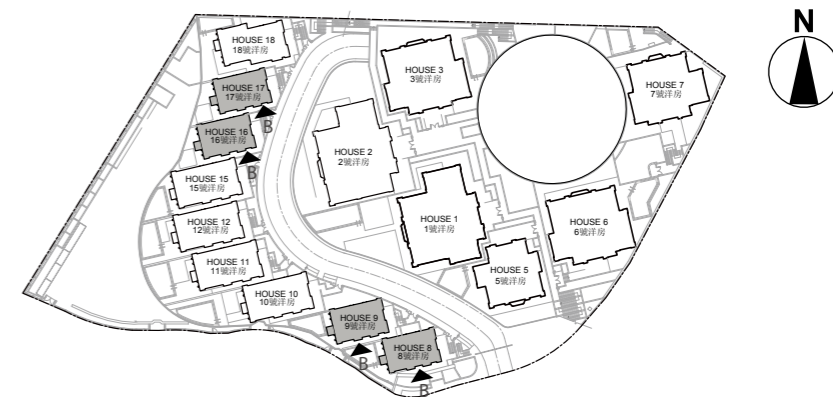 N
HOUSE 18
18號洋房
HOUSE 17
17號洋房
B
HOUSE 16
16號洋房
B
HOUSE 15
15號洋房
HOUSE 12
12號洋房
HOUSE 11
11號洋房
HOUSE 10
10號洋房
HOUSE 9
9號洋房
B
HOUSE 8
8號洋房
B
HOUSE 3
3號洋房
HOUSE 2
2號洋房
HOUSE 1
1號洋房
HOUSE 7
7號洋房
HOUSE 6
6號洋房
HOUSE 5
5號洋房